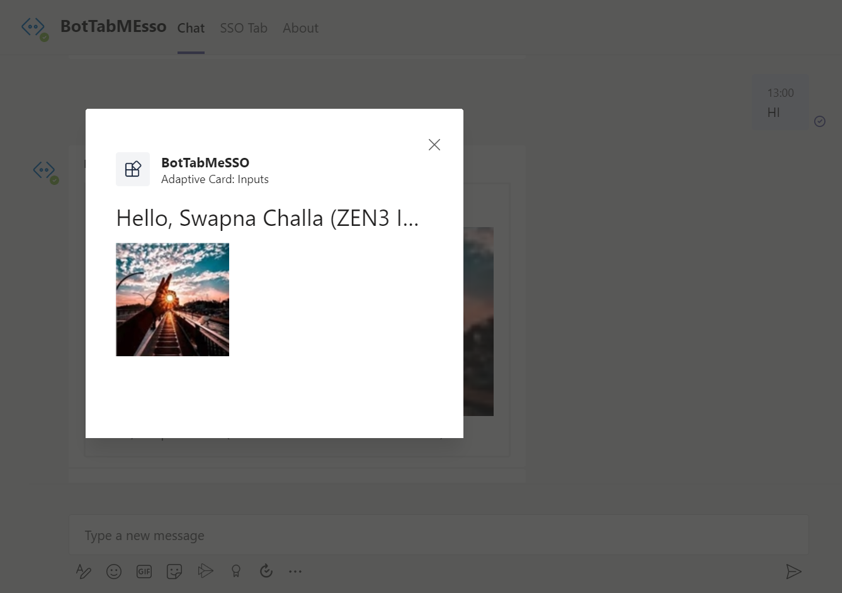 BotTabMEsso Chat SSO Tab About
13:00
HI
BotTabMeSSO
Adaptive Card: Inputs
Hello, Swapna Challa (ZEN3 I...
Type a new message
GIF